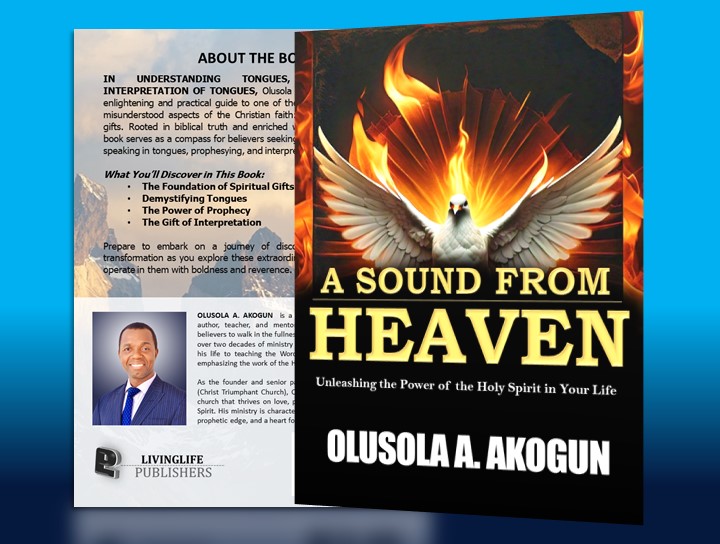 ABOUT THE BO
IN UNDERSTANDING TONGUES,
INTERPRETATION OF TONGUES, Olusola
enlightening and practical guide to one of the
misunderstood aspects of the Christian faith
gifts. Rooted in biblical truth and enriched
book serves as a compass for believers seeking
speaking in tongues, prophesying, and interpre
What You'll Discover in This Book:
• The Foundation of Spiritual Gifts
• Demystifying Tongues
• The Power of Prophecy
• The Gift of Interpretation
Prepare to embark on a journey of disco
transformation as you explore these extraordin
operate in them with boldness and reverence.
OLUSOLA A. AKOGUN is a
author, teacher, and mento
believers to walk in the fullnes
over two decades of ministry
his life to teaching the Word
emphasizing the work of the H
As the founder and senior p
(Christ Triumphant Church), O
church that thrives on love, p
Spirit. His ministry is characte
prophetic edge, and a heart fo
LIVINGLIFE
PUBLISHERS
A SOUND FROM
HEAVEN
Unleashing the Power of the Holy Spirit in Your Life
OLUSOLA A. AKOGUN